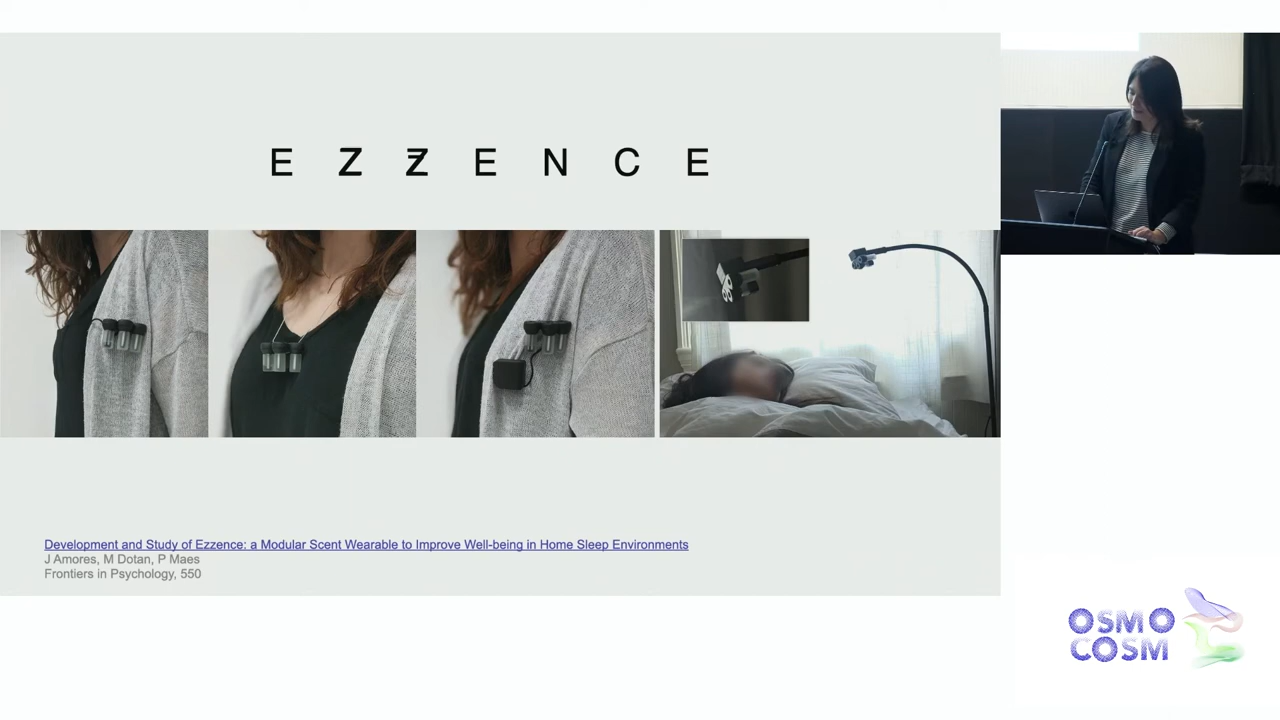 E Z Ƶ E N C E
Development and Study of Ezzence: a Modular Scent Wearable to Improve Well-being in Home Sleep Environments
J Amores, M Dotan, P Maes
Frontiers in Psychology, 550
OSMO
COSM